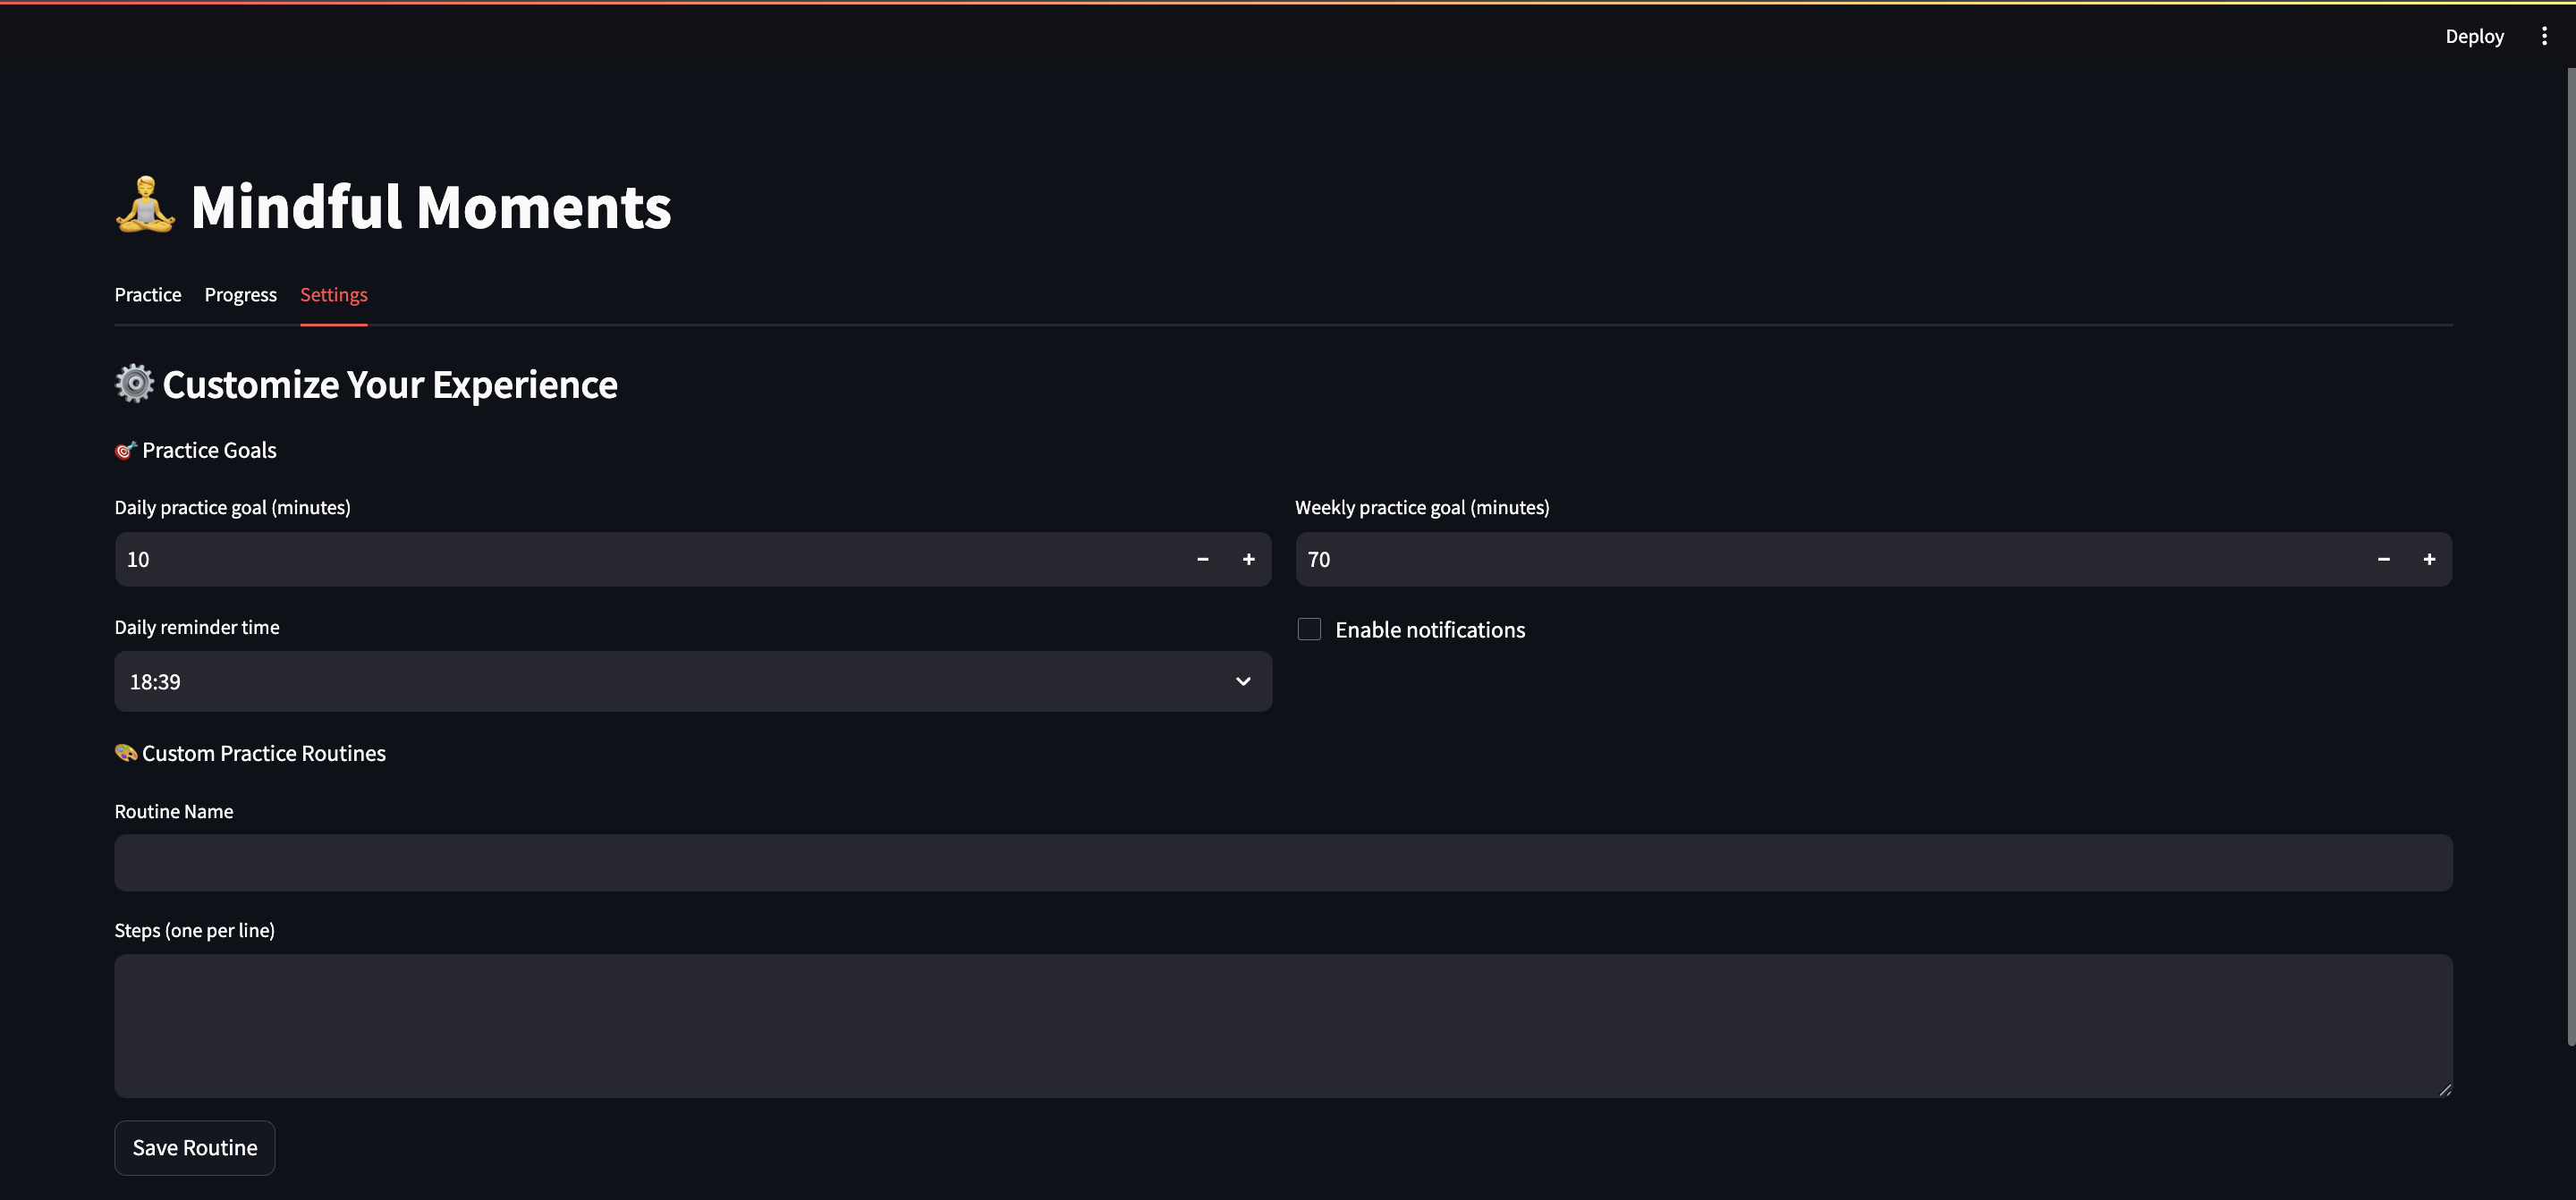 Deploy
Mindful Moments
Practice Progress Settings
Customize Your Experience
Practice Goals
Daily practice goal (minutes) Weekly practice goal (minutes)
10 − + 70 − +
Daily reminder time Enable notifications
18:39
Custom Practice Routines
Routine Name
Steps (one per line)
Save Routine